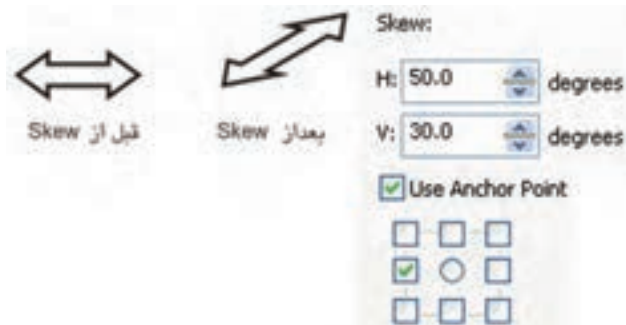 Skew:
H: 50.0 degrees
V: 30.0 degrees
Use Anchor Point
قبل از Skew
بعداز Skew